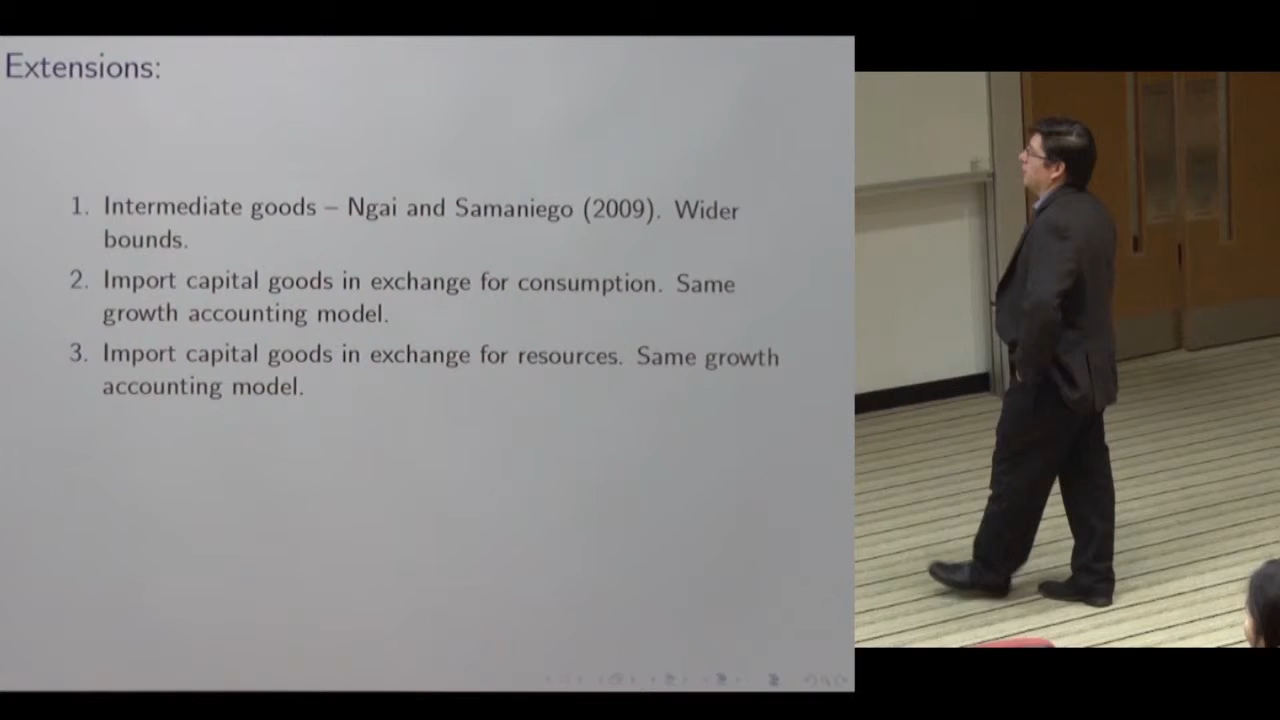 Extensions:
1. Intermediate goods – Ngai and Samaniego (2009). Wider
bounds.
2. Import capital goods in exchange for consumption. Same
growth accounting model.
3. Import capital goods in exchange for resources. Same growth
accounting model.